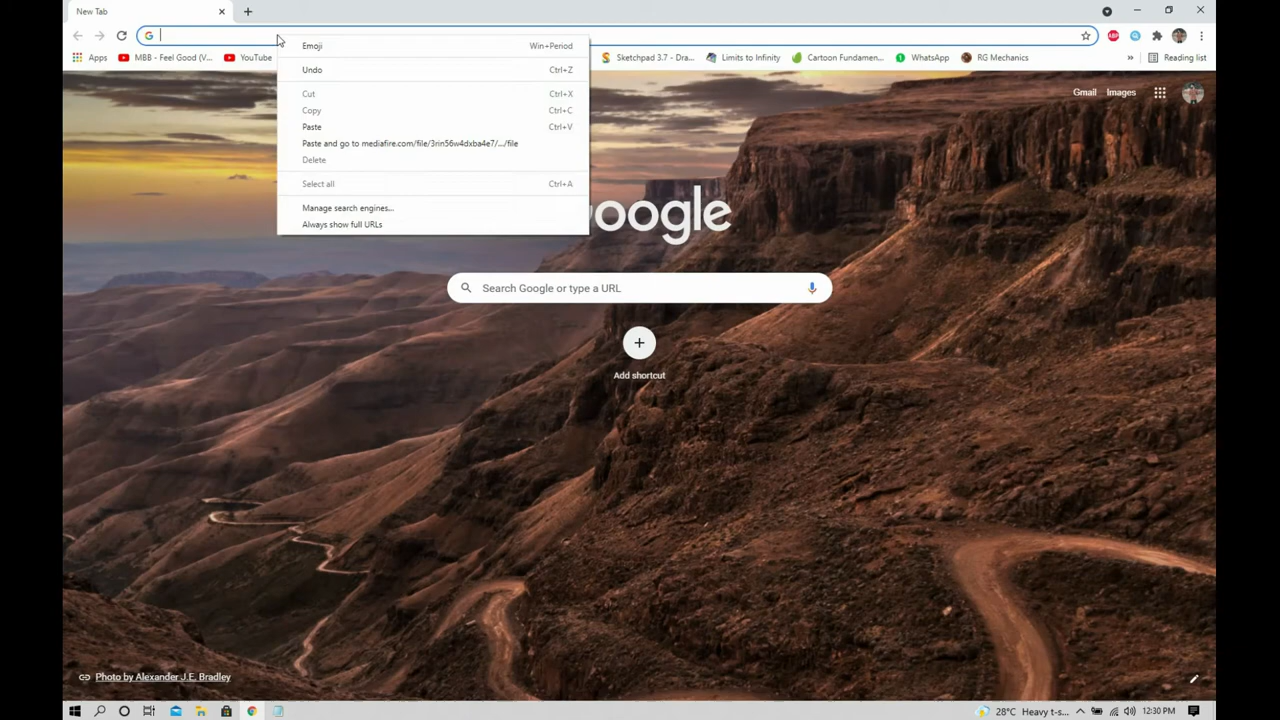 New Tab
Apps
MBB - Feel Good (V...
YouTube
Sketchpad 3.7 - Dra...
Limits to Infinity
Cartoon Fundamen...
WhatsApp
RG Mechanics
»
Reading list
Emoji Win+Period
Undo Ctrl+Z
Cut Ctrl+X
Copy Ctrl+C
Paste Ctrl+V
Paste and go to mediafire.com/file/3rin56w4dxba4e7/.../file
Delete
Select all Ctrl+A
Manage search engines...
Always show full URLs
Gmail Images
oogle
Search Google or type a URL
Add shortcut
Photo by Alexander J.E. Bradley
28°C Heavy t-s... 12:30 PM